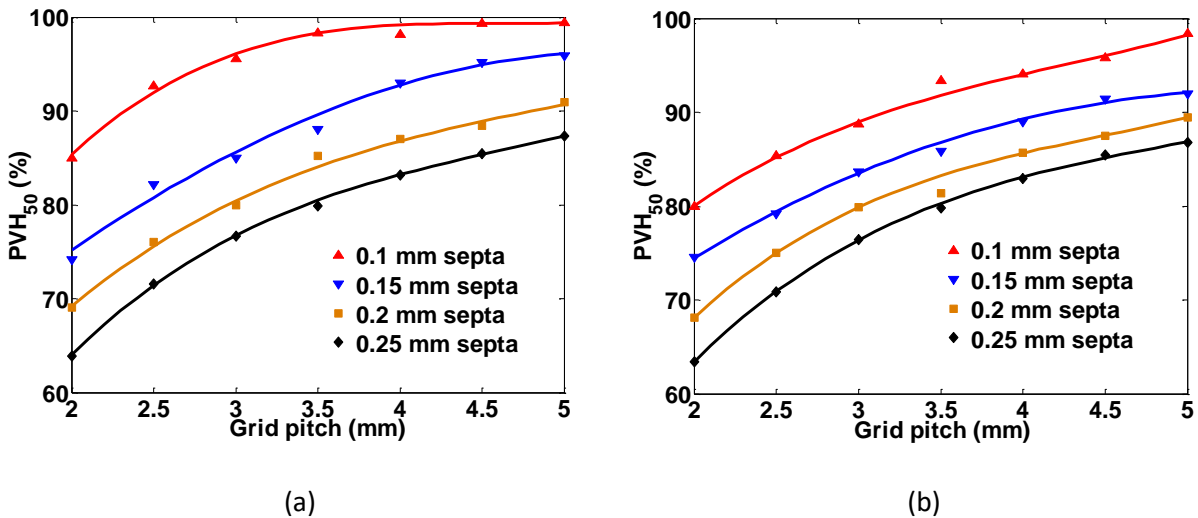 100
90
80
70
60
PVH50 (%)
2 2.5 3 3.5 4 4.5 5
Grid pitch (mm)
0.1 mm septa
0.15 mm septa
0.2 mm septa
0.25 mm septa
(a)
100
90
80
70
60
PVH50 (%)
2 2.5 3 3.5 4 4.5 5
Grid pitch (mm)
0.1 mm septa
0.15 mm septa
0.2 mm septa
0.25 mm septa
(b)